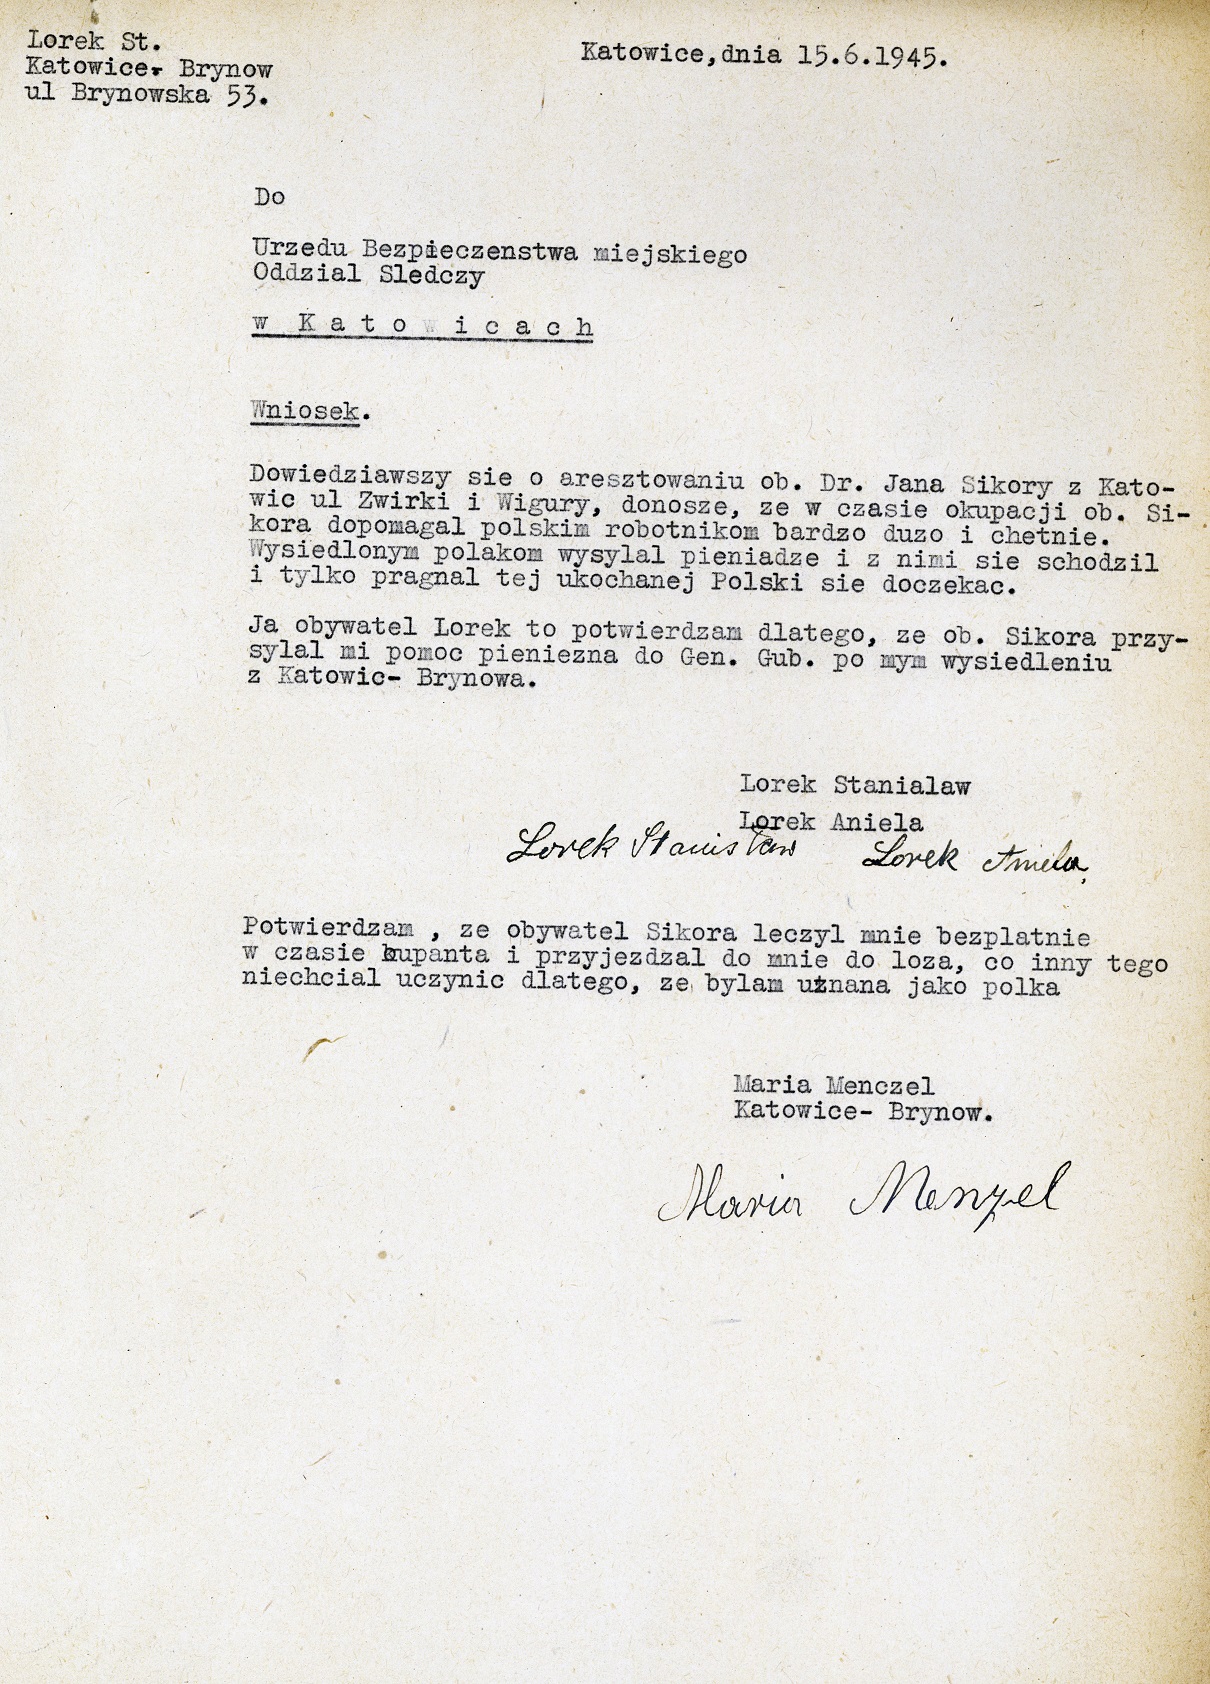 Lorek St.
Katowice- Brynow
ul Brynowska 53.
Katowice,dnia 15.6.1945.
Do
Urzedu Bezpieczenstwa miejskiego
Oddzial Sledczy
w K a t o w i c a c h
Wniosek.
Dowiedziawszy sie o aresztowaniu ob. Dr. Jana Sikory z Kato-
wic ul Zwirki i Wigury, donosze, ze w czasie okupacji ob. Si-
kora dopomagal polskim robotnikom bardzo duzo i chetnie.
Wysiedlonym polakom wysylal pieniadze i z nimi sie schodzil
i tylko pragnal tej ukochanej Polski sie doczekac.
Ja obywatel Lorek to potwierdzam dlatego, ze ob. Sikora przy-
sylal mi pomoc pieniezna do Gen. Gub. po mym wysiedleniu
z Katowic- Brynowa.
Lorek Stanialaw
Lorek Aniela
Lorek Stanisław Lorek Aniela
Potwierdzam , ze obywatel Sikora leczyl mnie bezplatnie
w czasie kupanta i przyjezdzal do mnie do loza, co inny tego
niechcial uczynic dlatego, ze bylam uznana jako polka
Maria Menczel
Katowice- Brynow.
Maria Menzel